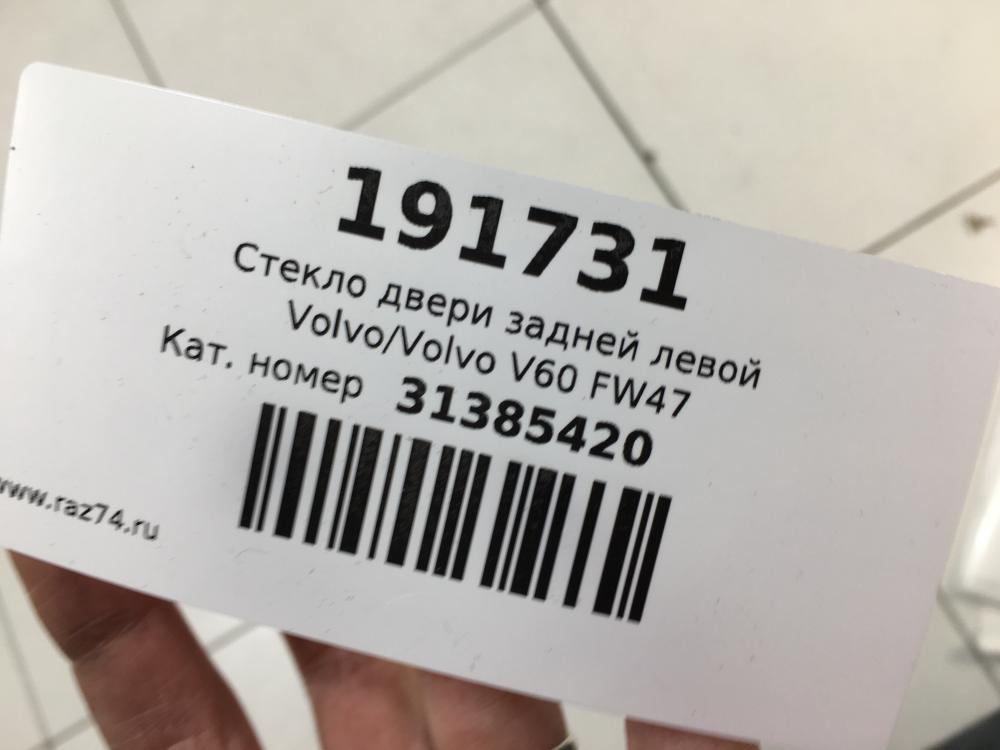 191731
Стекло двери задней левой
Volvo/Volvo V60 FW47
Кат. номер 31385420
www.raz74.ru